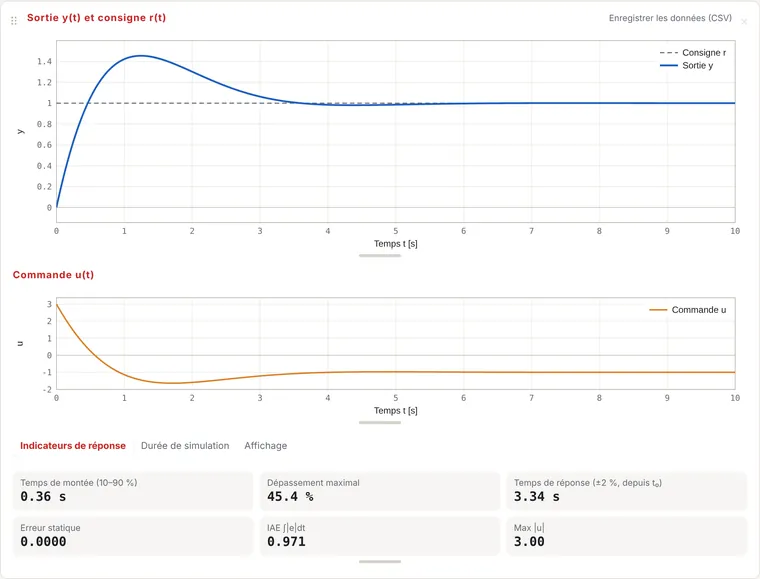 Sortie y(t) et consigne r(t)
Enregistrer les données (CSV)
×
Consigne r
Sortie y
1.4
1.2
1
0.8
0.6
0.4
0.2
0
y
0 1 2 3 4 5 6 7 8 9 10
Temps t [s]
Commande u(t)
Commande u
3
2
1
0
-1
-2
u
0 1 2 3 4 5 6 7 8 9 10
Temps t [s]
Indicateurs de réponse Durée de simulation Affichage
Temps de montée (10–90 %)
0.36 s
Dépassement maximal
45.4 %
Temps de réponse (±2 %, depuis t₀)
3.34 s
Erreur statique
0.0000
IAE ∫|e|dt
0.971
Max |u|
3.00